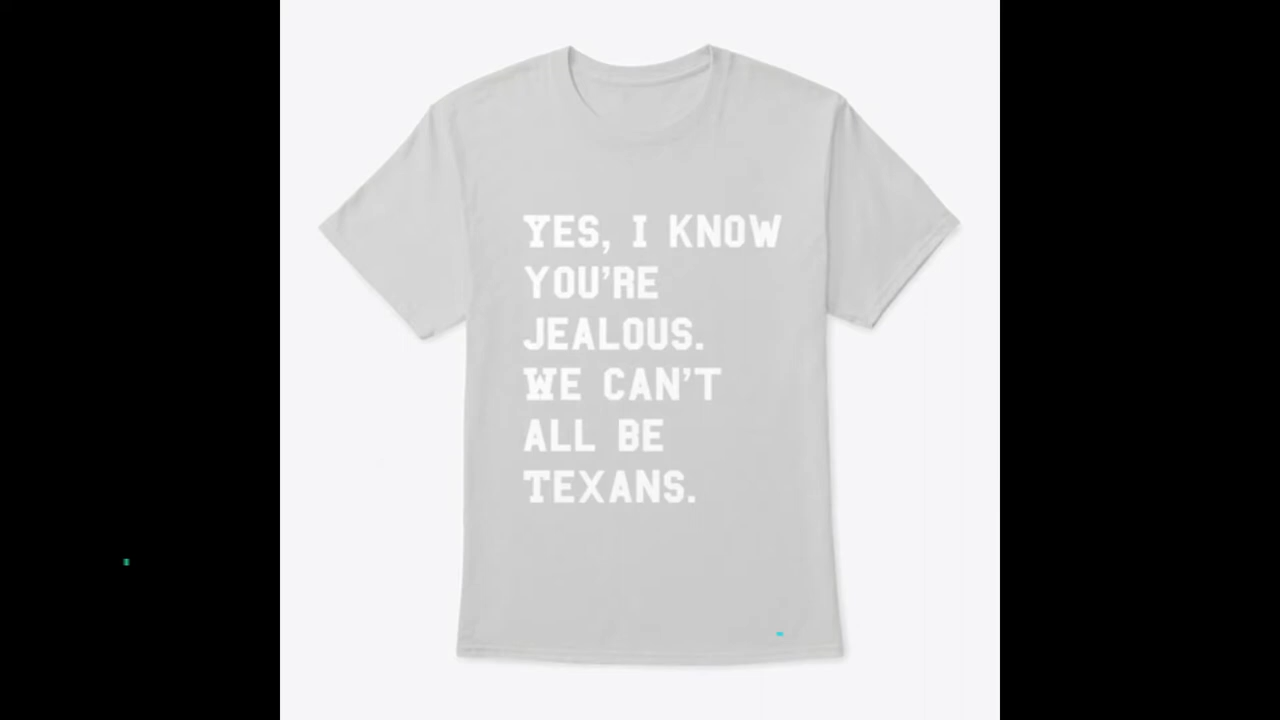 YES, I KNOW
YOU'RE
JEALOUS.
WE CAN'T
ALL BE
TEXANS.